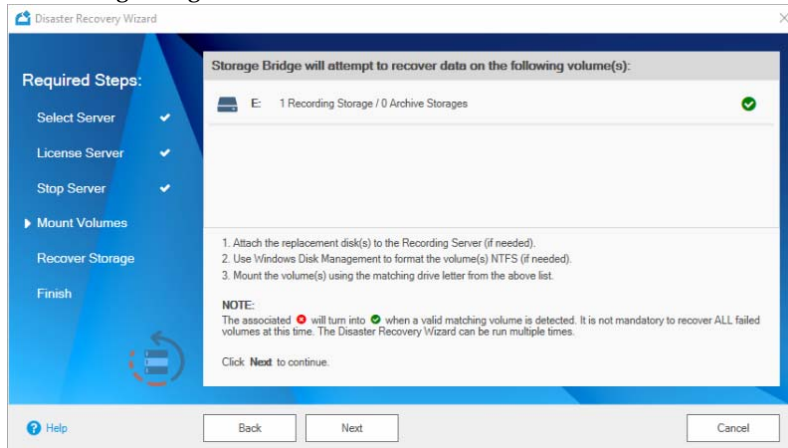 Disaster Recovery Wizard
Required Steps:
Select Server
License Server
Stop Server
Mount Volumes
Recover Storage
Finish
Storage Bridge will attempt to recover data on the following volume(s):
E: 1 Recording Storage / 0 Archive Storages
1. Attach the replacement disk(s) to the Recording Server (if needed).
2. Use Windows Disk Management to format the volume(s) NTFS (if needed).
3. Mount the volume(s) using the matching drive letter from the above list.
NOTE:
The associated will turn into when a valid matching volume is detected. It is not mandatory to recover ALL failed
volumes at this time. The Disaster Recovery Wizard can be run multiple times.
Click Next to continue.
Help
Back
Next
Cancel